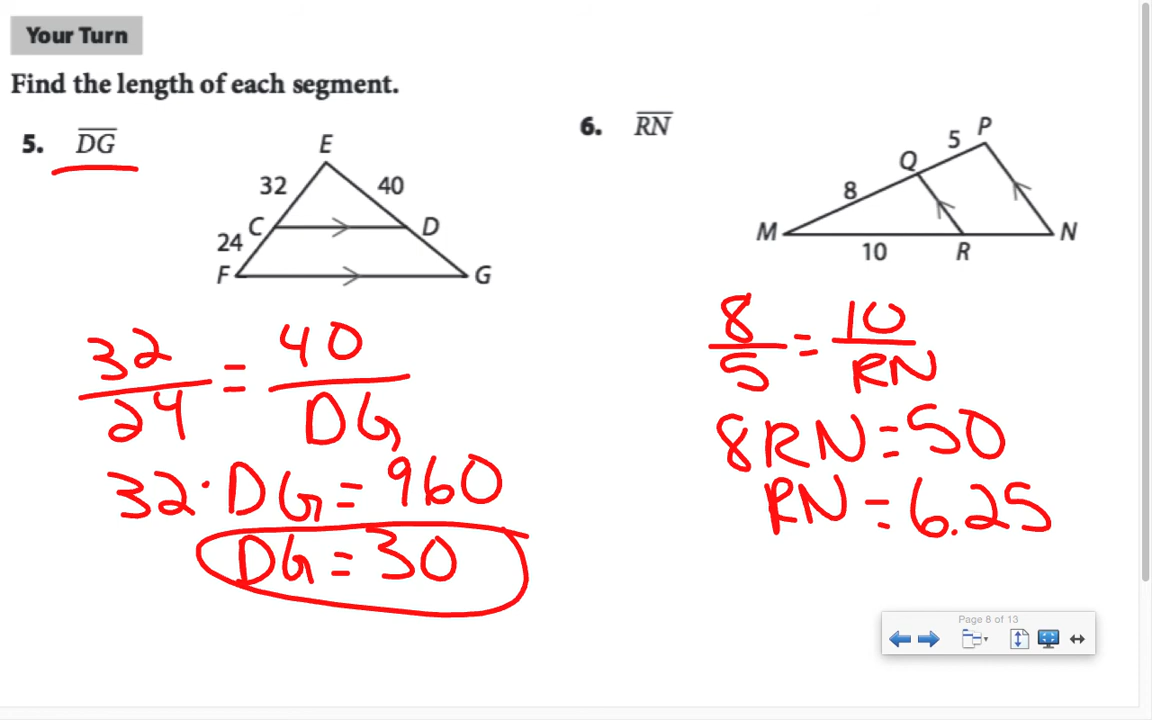 Your Turn
Find the length of each segment.
5. DG
E
32
40
C
D
24
F
G
32/24 = 40/DG
32·DG=960
DG=30
6. RN
P
5
Q
8
M
N
10
R
8/5 = 10/RN
8RN=50
RN=6.25
Page 8 of 13